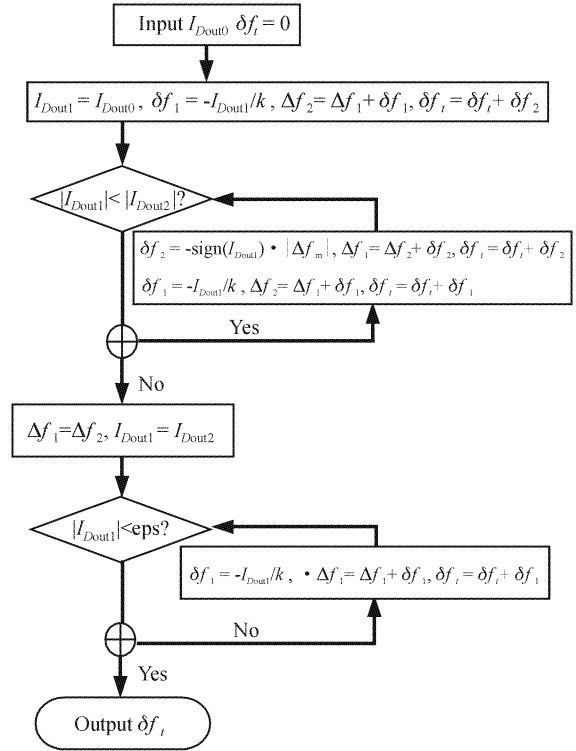 Input I_Dout0 δf_t = 0
I_Dout1 = I_Dout0 , δf_1 = -I_Dout1/k , Δf_2= Δf_1+ δf_1, δf_t = δf_t+ δf_2
|I_Dout1|< |I_Dout2|?
δf_2 = -sign(I_Dout1) • |Δf_m|, Δf_1= Δf_2+ δf_2, δf_t= δf_t+ δf_2
δf_1 = -I_Dout1/k , Δf_2= Δf_1+ δf_1, δf_t = δf_t+ δf_1
Yes
No
Δf_1=Δf_2, I_Dout1= I_Dout2
|I_Dout1|<eps?
δf_1 = -I_Dout1/k , • Δf_1= Δf_1+ δf_1, δf_t= δf_t+ δf_1
No
Yes
Output δf_t